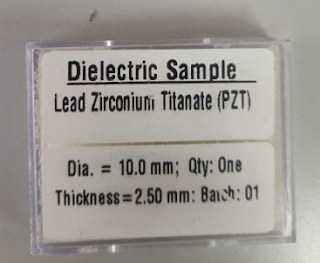 Dielectric Sample
Lead Zirconium Titanate (PZT)
Dia. = 10.0 mm; Qty: One
Thickness=2.50 mm: Batch: 01